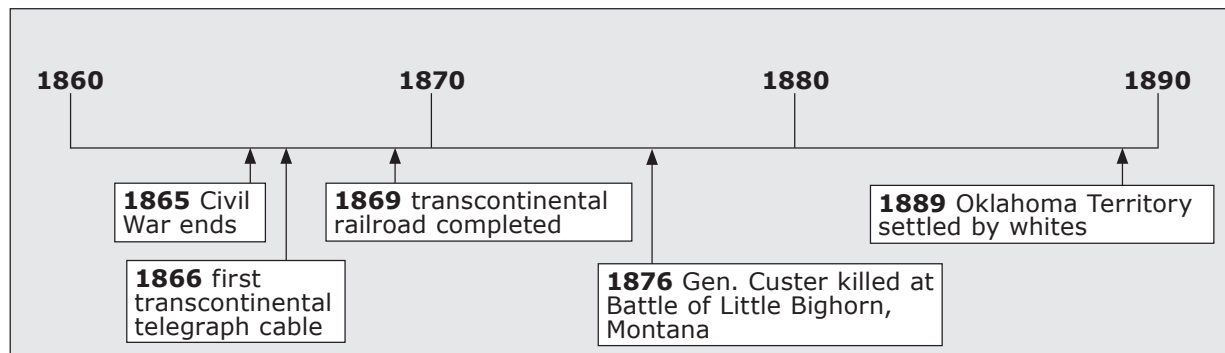 1860 1870 1880 1890
1865 Civil
War ends
1866 first
transcontinental
telegraph cable
1869 transcontinental
railroad completed
1876 Gen. Custer killed at
Battle of Little Bighorn,
Montana
1889 Oklahoma Territory
settled by whites